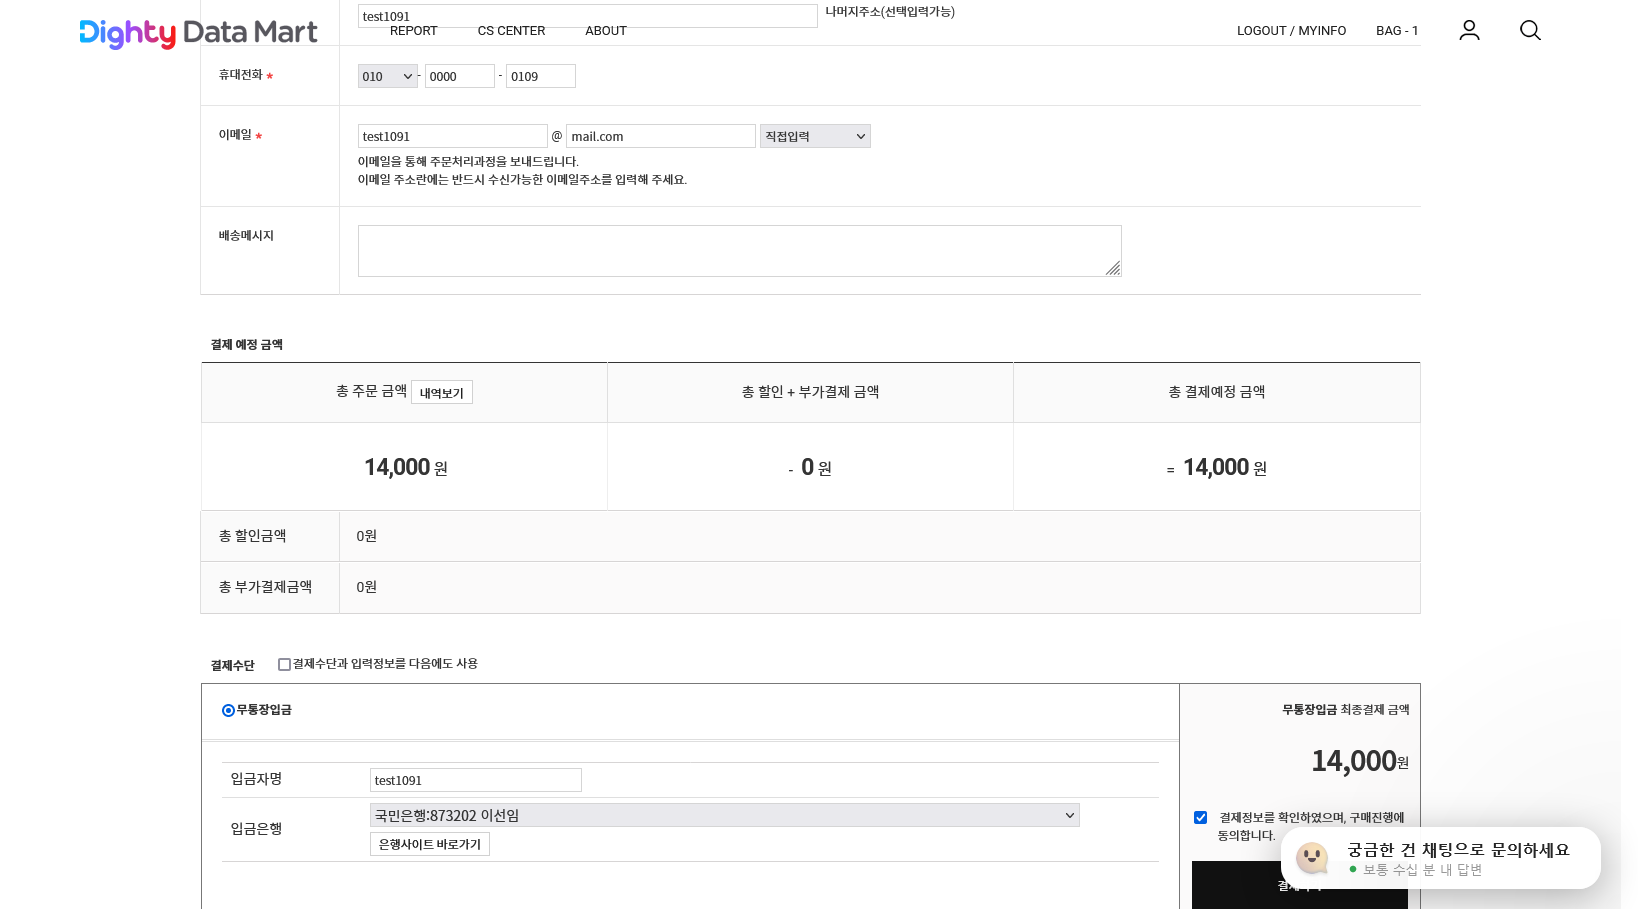 test1091
나머지주소(선택입력가능)
Dighty Data Mart
REPORT
CS CENTER
ABOUT
LOGOUT / MYINFO
BAG - 1
휴대전화 *
010 - 0000 - 0109
이메일 *
test1091 @ mail.com 직접입력
이메일을 통해 주문처리과정을 보내드립니다.
이메일 주소란에는 반드시 수신가능한 이메일주소를 입력해 주세요.
배송메시지
결제 예정 금액
총 주문 금액 내역보기
총 할인 + 부가결제 금액
총 결제예정 금액
14,000 원
- 0 원
= 14,000 원
총 할인금액 0원
총 부가결제금액 0원
결제수단 결제수단과 입력정보를 다음에도 사용
무통장입금
무통장입금 최종결제 금액
14,000원
입금자명 test1091
입금은행 국민은행:873202 이선임
은행사이트 바로가기
결제정보를 확인하였으며, 구매진행에
동의합니다.
궁금한 건 채팅으로 문의하세요
보통 수십 분 내 답변